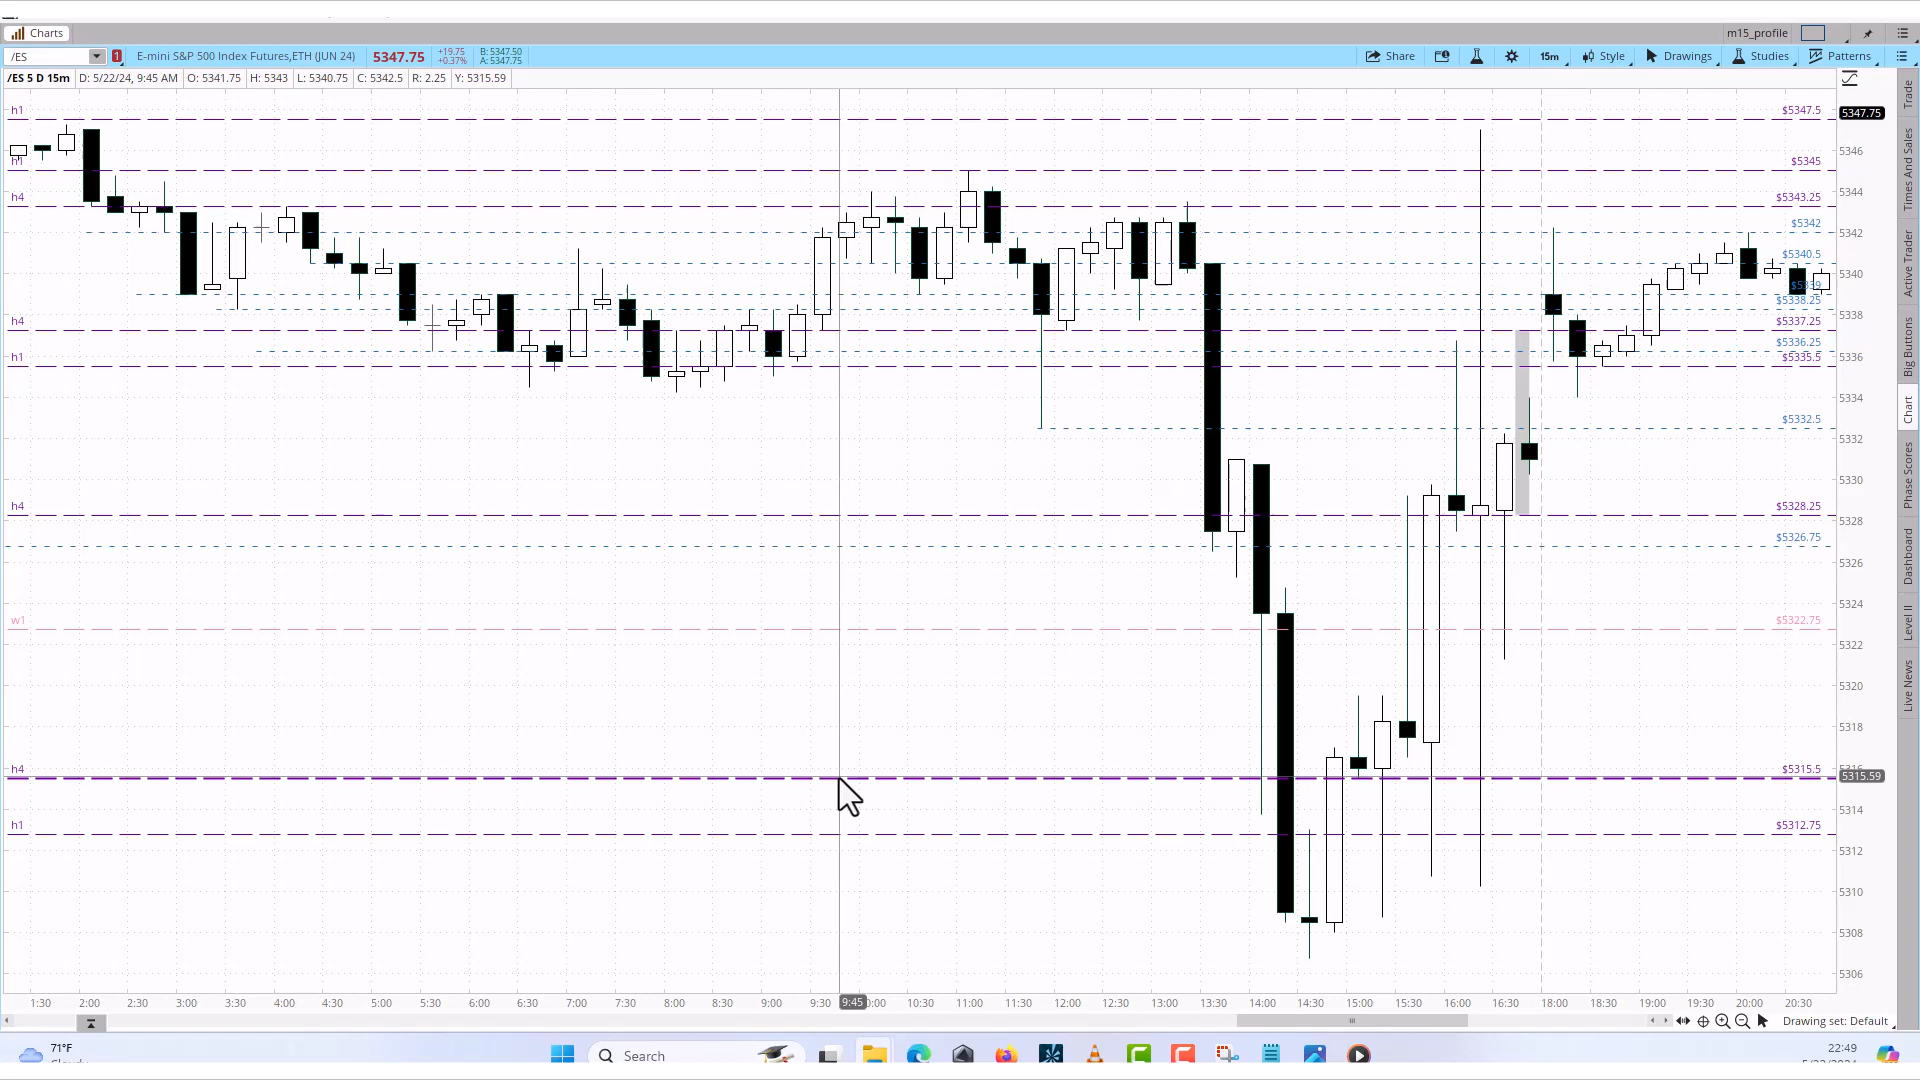 Charts
m15_profile
/ES
1
E-mini S&P 500 Index Futures,ETH (JUN 24)
5347.75
+19.75
+0.37%
B: 5347.50
A: 5347.75
Share
15m
Style
Drawings
Studies
Patterns
/ES 5 D 15m
D: 5/22/24, 9:45 AM
O: 5341.75
H: 5343
L: 5340.75
C: 5342.5
R: 2.25
Y: 5315.59
h1
$5347.5
5347.75
5346
h1
$5345
5344
h4
$5343.25
$5342
5342
$5340.5
5340
$5339
$5338.25
5338
h4
$5337.25
$5336.25
5336
h1
$5335.5
5334
$5332.5
5332
5330
h4
$5328.25
5328
$5326.75
5326
5324
w1
$5322.75
5322
5320
5318
h4
$5315.5
5315.59
5314
h1
$5312.75
5312
5310
5308
5306
1:30 2:00 2:30 3:00 3:30 4:00 4:30 5:00 5:30 6:00 6:30 7:00 7:30 8:00 8:30 9:00 9:30 9:45 10:30 11:00 11:30 12:00 12:30 13:00 13:30 14:00 14:30 15:00 15:30 16:00 16:30 18:00 18:30 19:00 19:30 20:00 20:30
Drawing set: Default
Trade
Times And Sales
Active Trader
Big Buttons
Chart
Phase Scores
Dashboard
Level II
Live News
71°F
Search
22:49